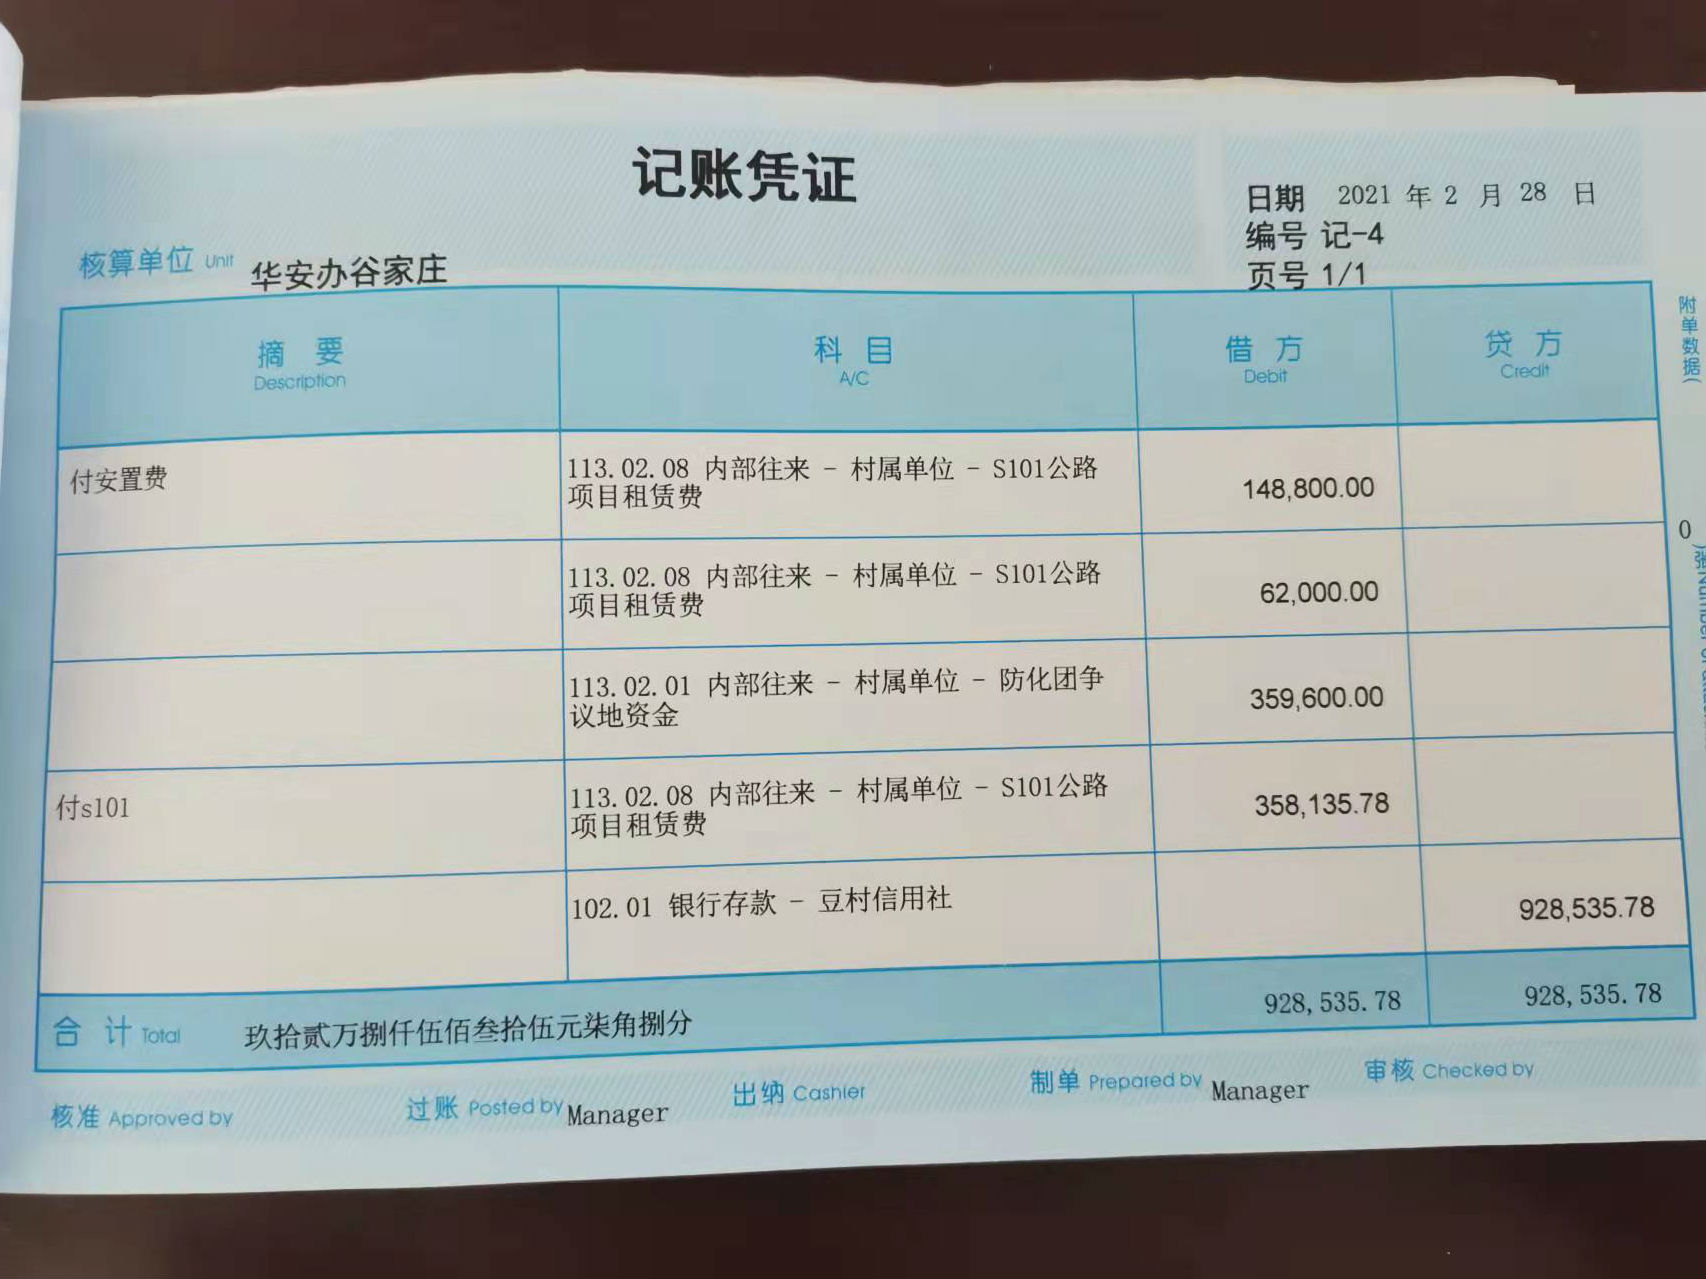 记账凭证
日期 2021 年 2 月 28 日
编号 记-4
页号 1/1
核算单位 Unit 华安办谷家庄
摘 要 科 目 借 方 贷 方
Description A/C Debit Credit
付安置费 113.02.08 内部往来 - 村属单位 - S101公路
项目租赁费 148,800.00
113.02.08 内部往来 - 村属单位 - S101公路
项目租赁费 62,000.00
113.02.01 内部往来 - 村属单位 - 防化团争
议地资金 359,600.00
付s101 113.02.08 内部往来 - 村属单位 - S101公路
项目租赁费 358,135.78
102.01 银行存款 - 豆村信用社 928,535.78
合 计 Total 玖拾贰万捌仟伍佰叁拾伍元柒角捌分 928,535.78 928,535.78
核准 Approved by 过账 Posted by Manager 出纳 Cashier 制单 Prepared by Manager 审核 Checked by
附单数据(
0
)张Number of